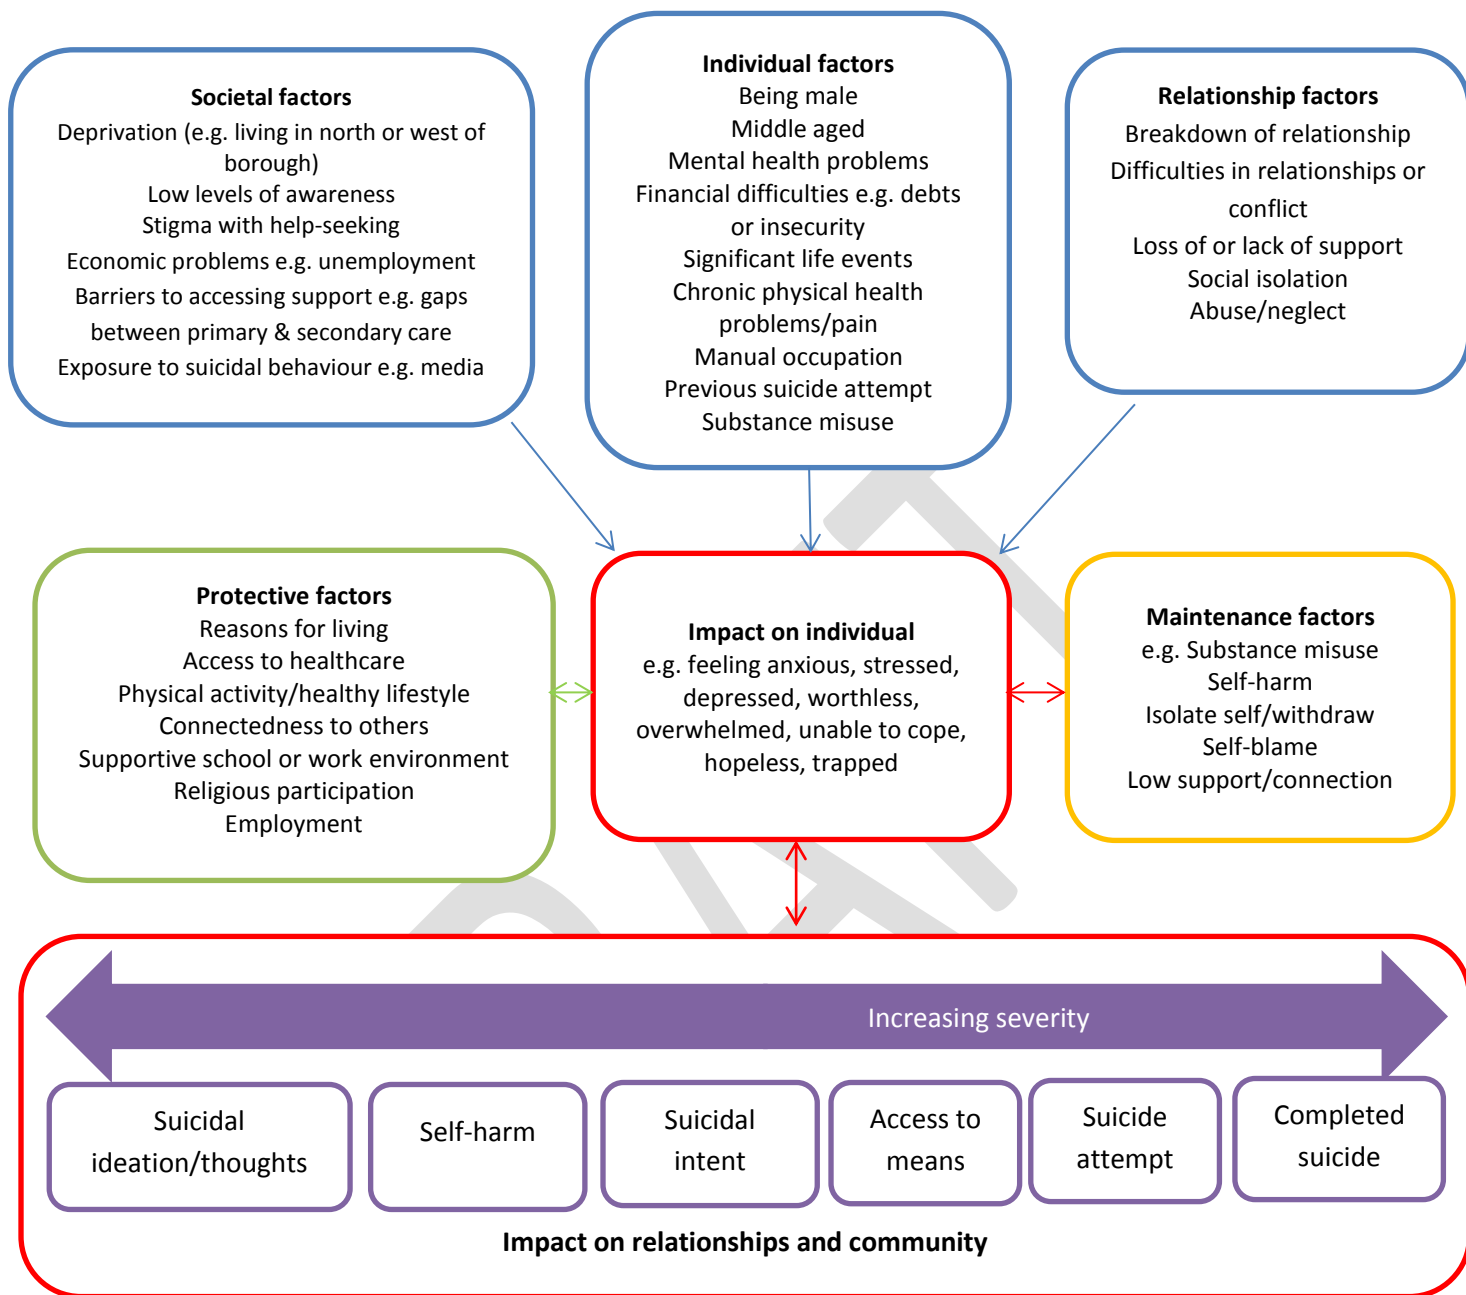 Societal factors
Deprivation (e.g. living in north or west of
borough)
Low levels of awareness
Stigma with help-seeking
Economic problems e.g. unemployment
Barriers to accessing support e.g. gaps
between primary & secondary care
Exposure to suicidal behaviour e.g. media
Individual factors
Being male
Middle aged
Mental health problems
Financial difficulties e.g. debts
or insecurity
Significant life events
Chronic physical health
problems/pain
Manual occupation
Previous suicide attempt
Substance misuse
Relationship factors
Breakdown of relationship
Difficulties in relationships or
conflict
Loss of or lack of support
Social isolation
Abuse/neglect
Protective factors
Reasons for living
Access to healthcare
Physical activity/healthy lifestyle
Connectedness to others
Supportive school or work environment
Religious participation
Employment
Impact on individual
e.g. feeling anxious, stressed,
depressed, worthless,
overwhelmed, unable to cope,
hopeless, trapped
Maintenance factors
e.g. Substance misuse
Self-harm
Isolate self/withdraw
Self-blame
Low support/connection
Increasing severity
Suicidal
ideation/thoughts
Self-harm
Suicidal
intent
Access to
means
Suicide
attempt
Completed
suicide
Impact on relationships and community